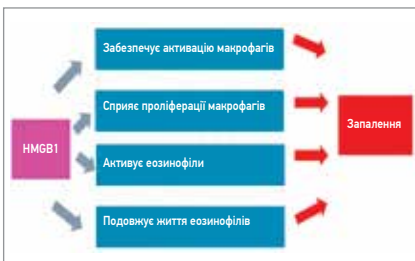 Забезпечує активацію макрофагів
Сприяє проліферації макрофагів
HMGB1
Запалення
Активує еозинофіли
Подовжує життя еозинофілів